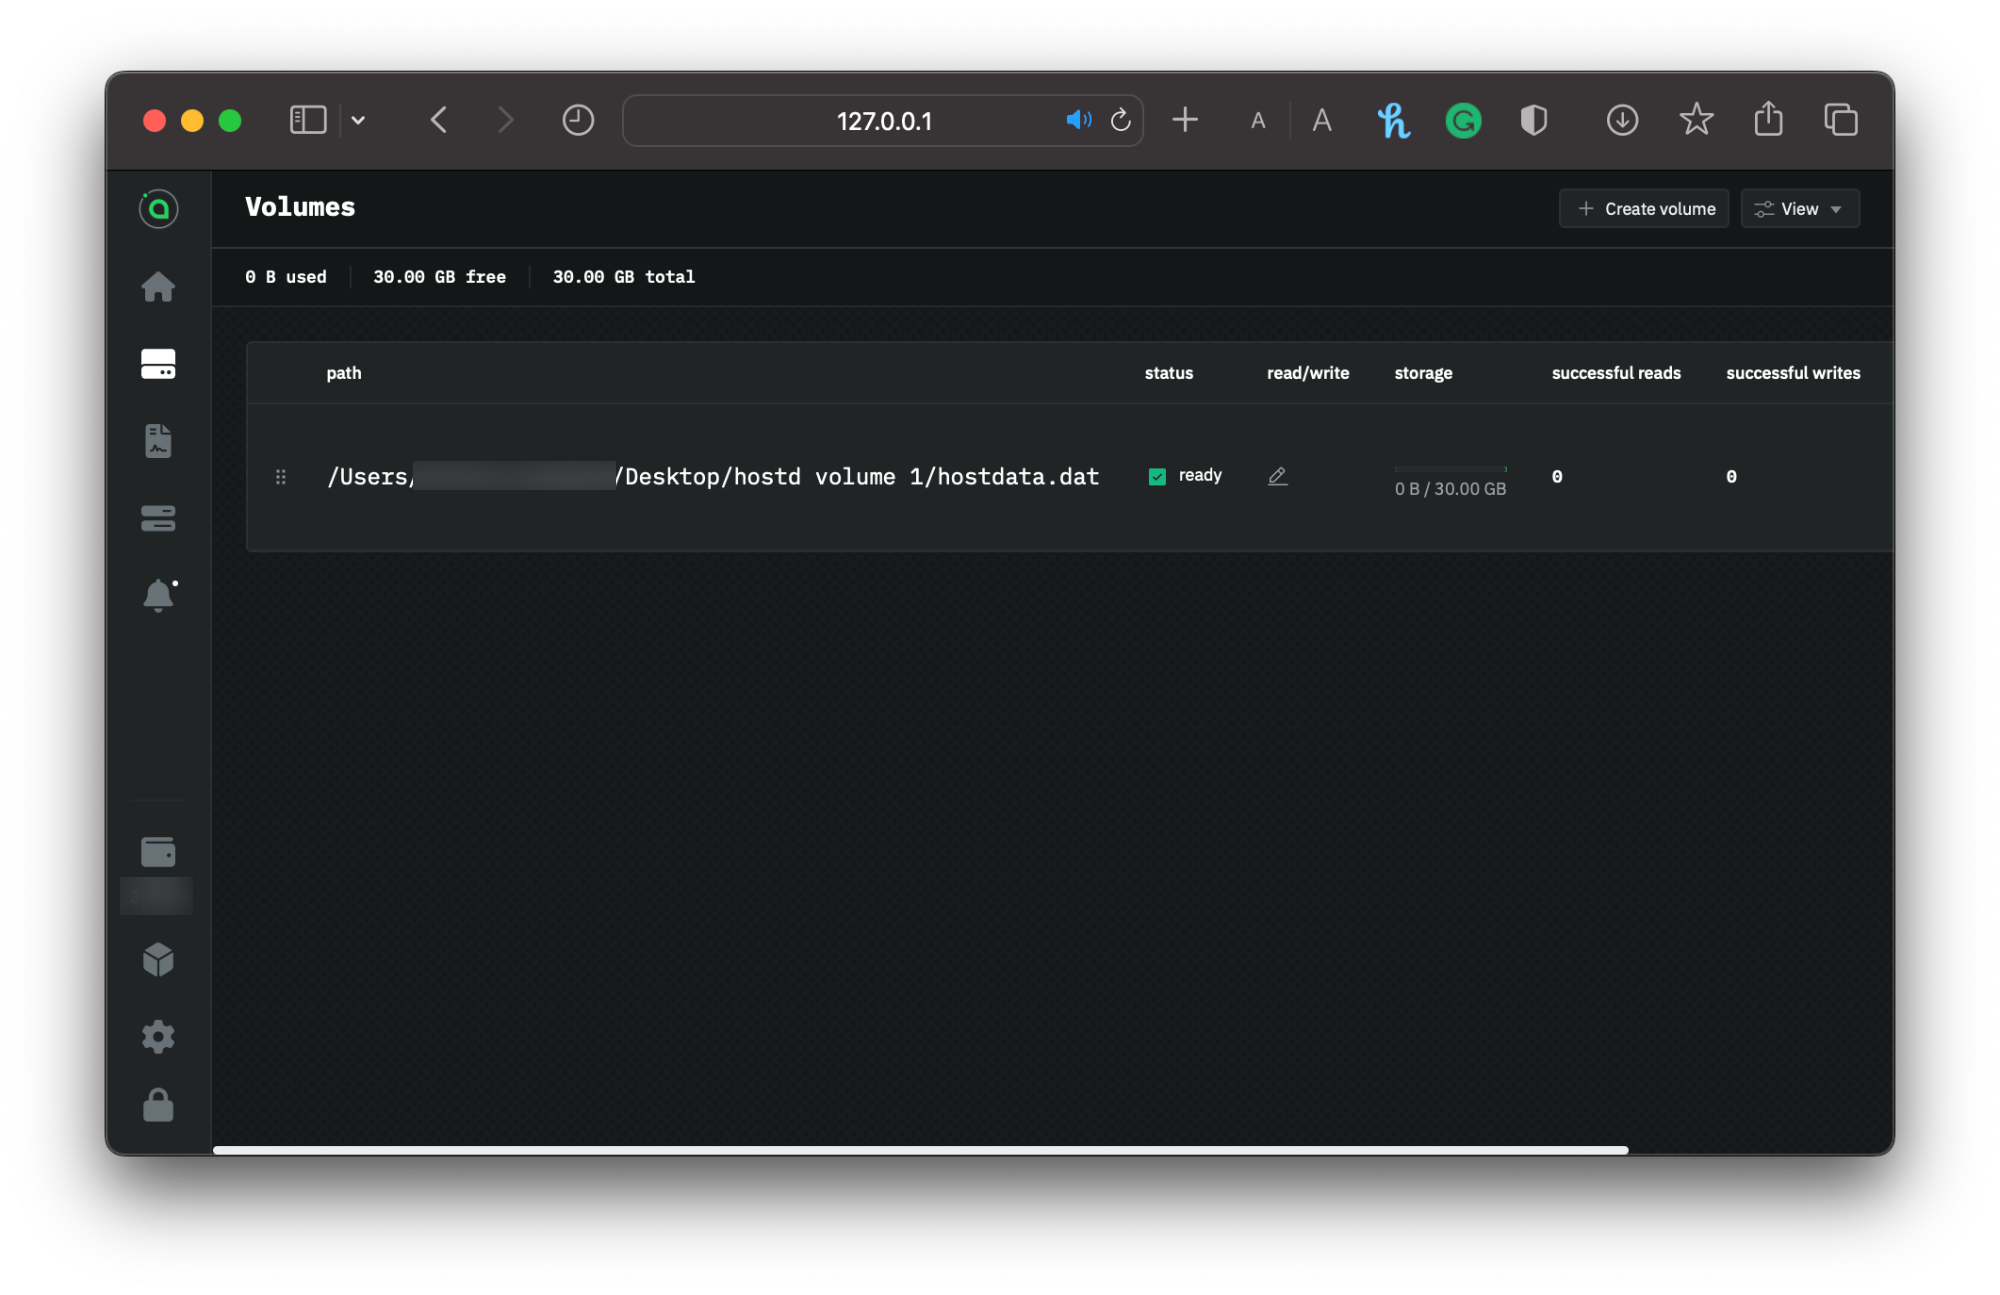 127.0.0.1
A A
Volumes
Create volume
View
0 B used 30.00 GB free 30.00 GB total
path status read/write storage successful reads successful writes
/Users/ /Desktop/hostd volume 1/hostdata.dat ready 0 B / 30.00 GB 0 0